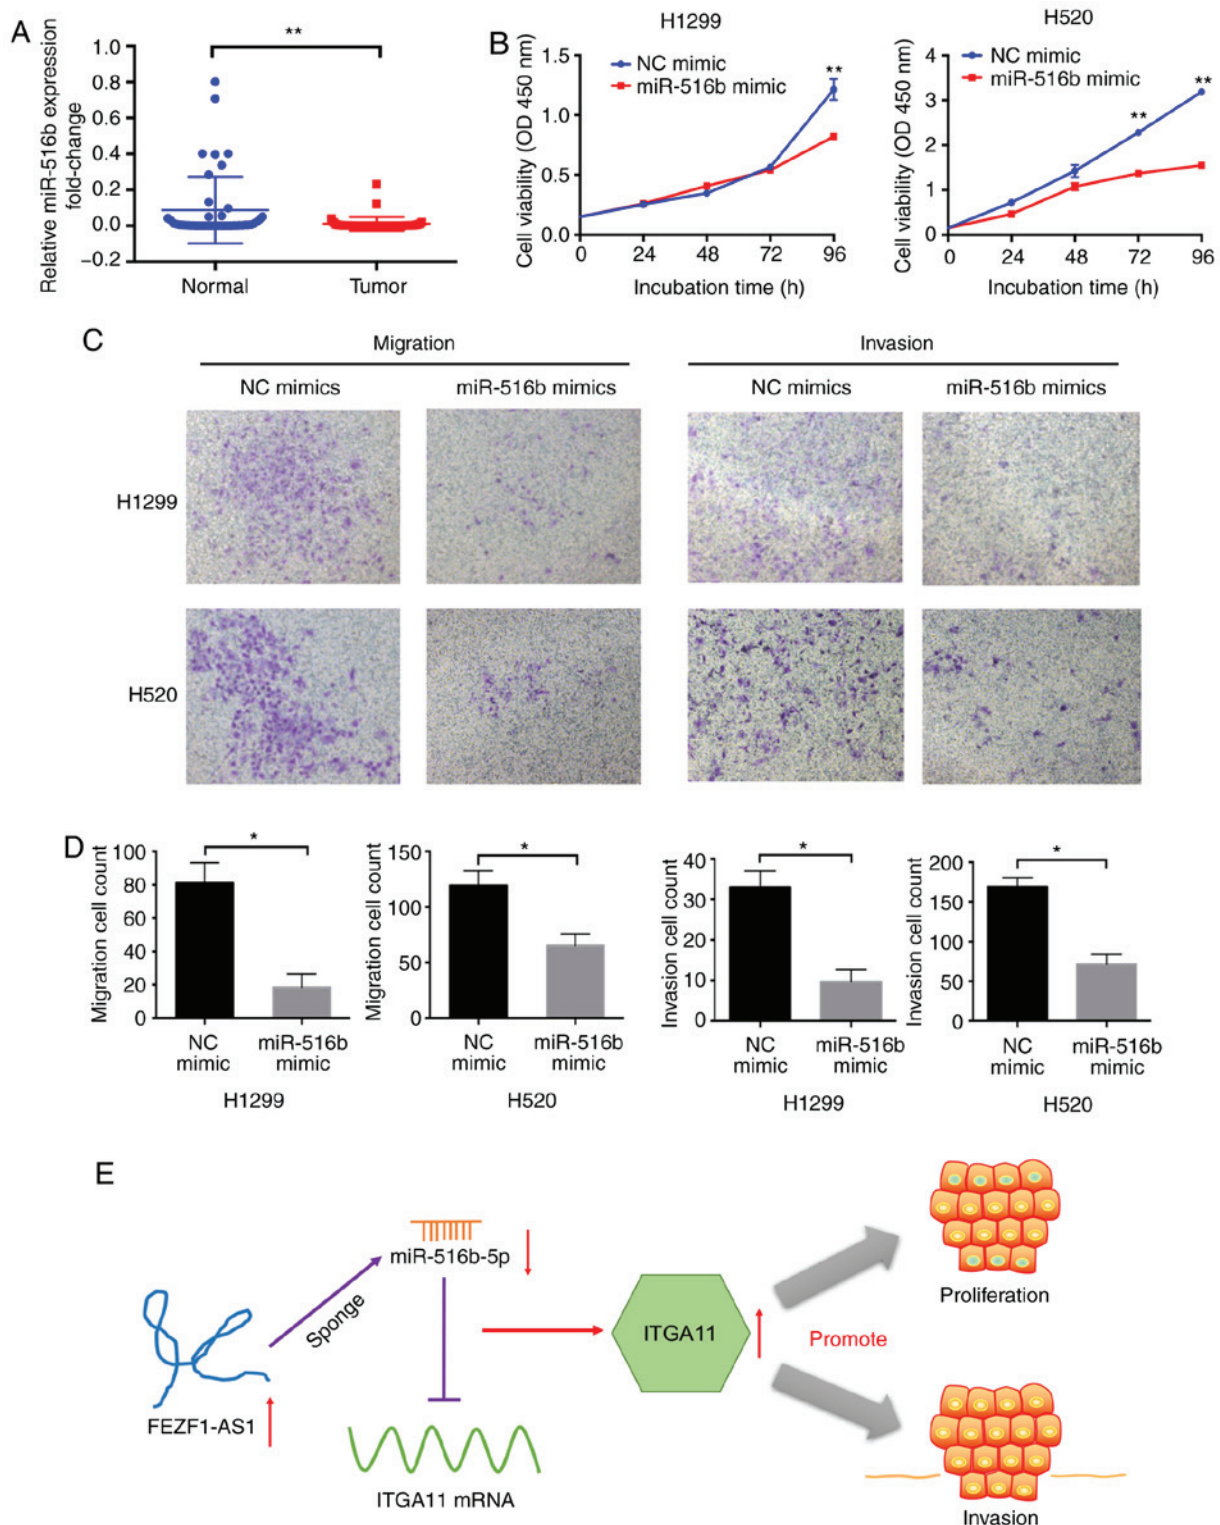 A
Relative miR-516b expression
fold-change
1.0
0.8
0.6
0.4
0.2
0.0
−0.2
**
Normal
Tumor
B
H1299
Cell viability (OD 450 nm)
1.5
1.0
0.5
0.0
NC mimic
miR-516b mimic
**
0
24
48
72
96
Incubation time (h)
H520
Cell viability (OD 450 nm)
4
3
2
1
0
NC mimic
miR-516b mimic
**
**
0
24
48
72
96
Incubation time (h)
C
Migration
Invasion
NC mimics
miR-516b mimics
NC mimics
miR-516b mimics
H1299
H520
D
Migration cell count
100
80
60
40
20
0
*
NC
mimic
miR-516b
mimic
H1299
Migration cell count
150
100
50
0
*
NC
mimic
miR-516b
mimic
H520
Invasion cell count
40
30
20
10
0
*
NC
mimic
miR-516b
mimic
H1299
Invasion cell count
200
150
100
50
0
*
NC
mimic
miR-516b
mimic
H520
E
miR-516b-5p
Sponge
FEZF1-AS1
ITGA11 mRNA
ITGA11
Promote
Proliferation
Invasion